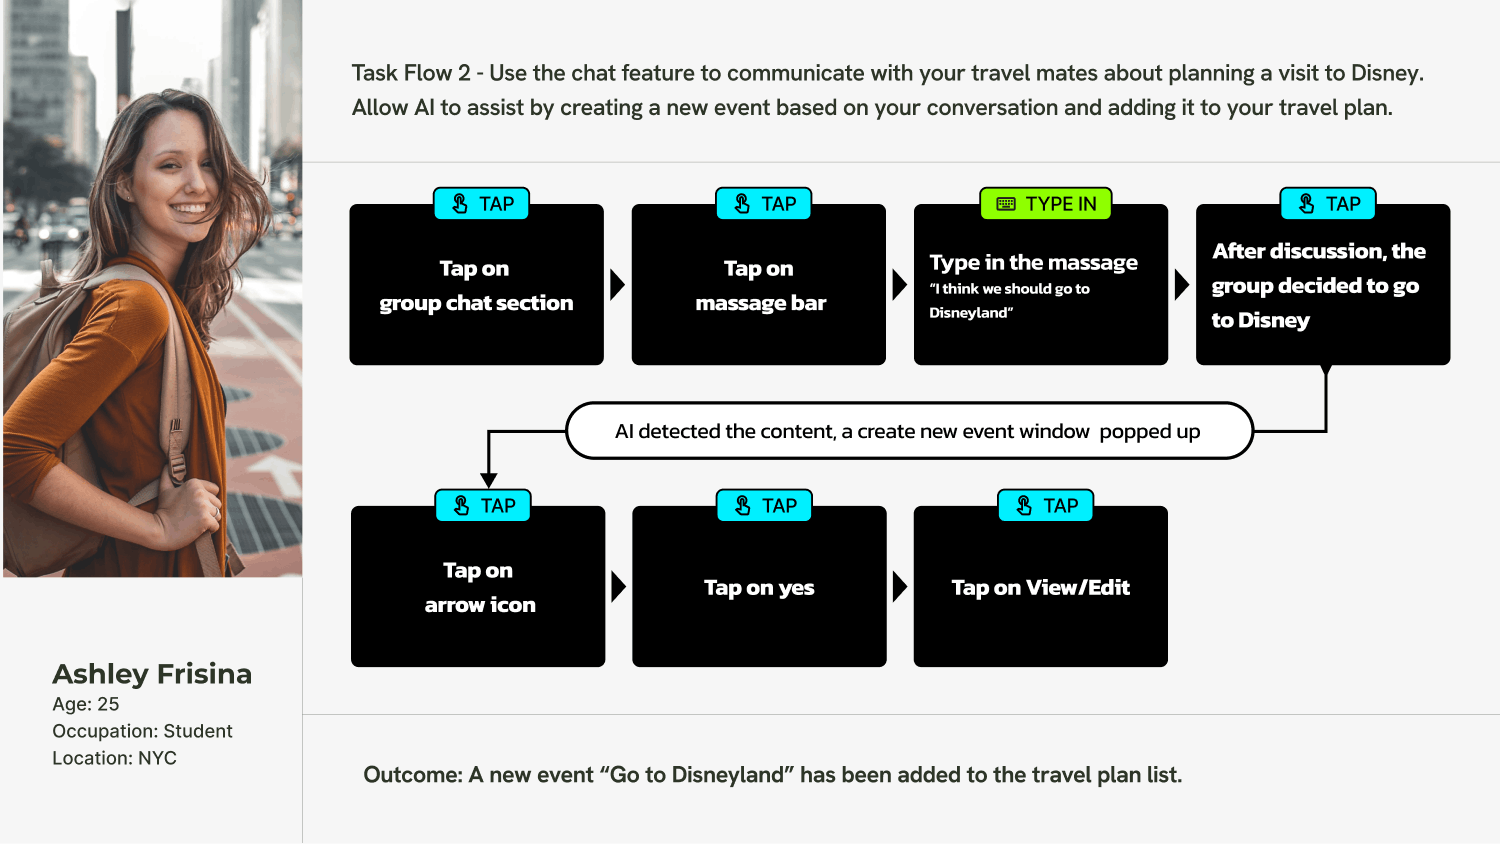 Task Flow 2 - Use the chat feature to communicate with your travel mates about planning a visit to Disney.
Allow AI to assist by creating a new event based on your conversation and adding it to your travel plan.
TAP
Tap on
group chat section
TAP
Tap on
massage bar
TYPE IN
Type in the massage
“I think we should go to
Disneyland”
TAP
After discussion, the
group decided to go
to Disney
AI detected the content, a create new event window popped up
TAP
Tap on
arrow icon
TAP
Tap on yes
TAP
Tap on View/Edit
Ashley Frisina
Age: 25
Occupation: Student
Location: NYC
Outcome: A new event “Go to Disneyland” has been added to the travel plan list.